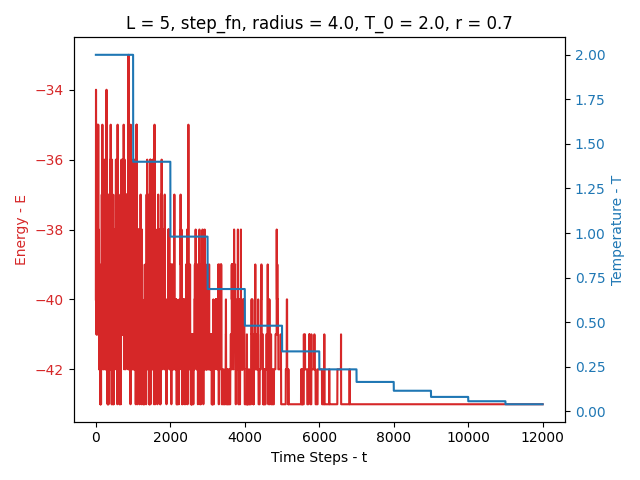 L = 5, step_fn, radius = 4.0, T_0 = 2.0, r = 0.7
Energy - E
−34
−36
−38
−40
−42
2.00
1.75
1.50
1.25
1.00
0.75
0.50
0.25
0.00
Temperature - T
0 2000 4000 6000 8000 10000 12000
Time Steps - t